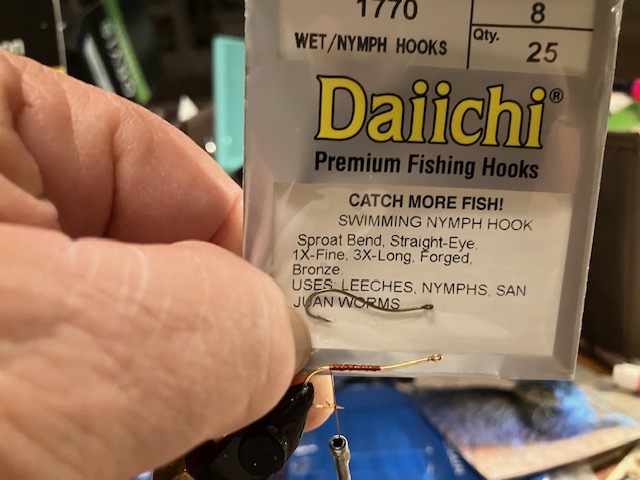 1770
8
WET/NYMPH HOOKS
Qty.
25
Daiichi®
Premium Fishing Hooks
CATCH MORE FISH!
SWIMMING NYMPH HOOK
Sproat Bend, Straight-Eye,
1X-Fine, 3X-Long, Forged,
Bronze.
USES: LEECHES, NYMPHS, SAN
JUAN WORMS